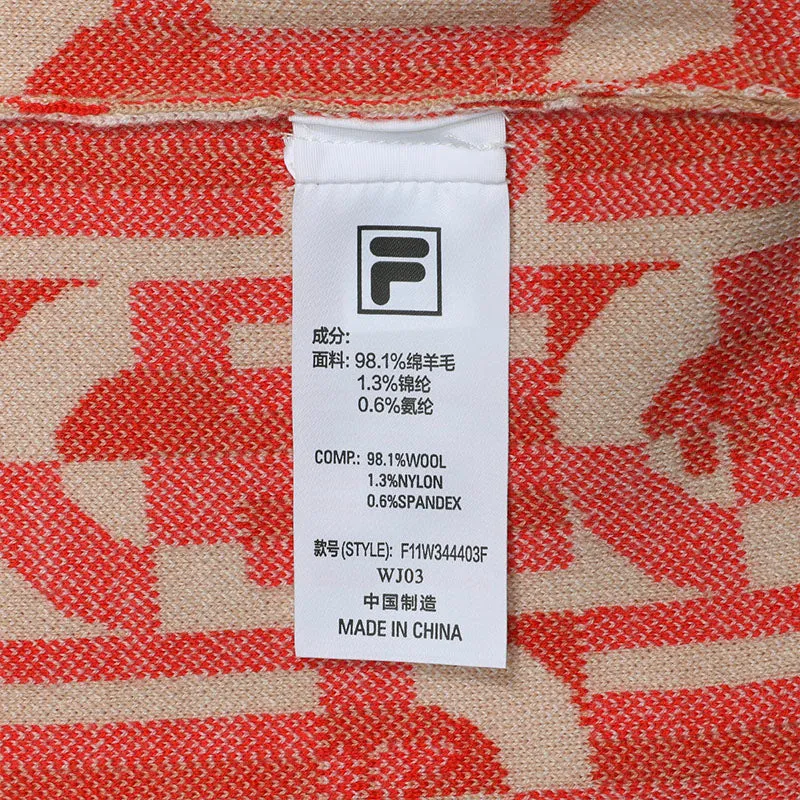 F
成分:
面料: 98.1%绵羊毛
1.3%锦纶
0.6%氨纶
COMP.: 98.1%WOOL
1.3%NYLON
0.6%SPANDEX
款号(STYLE): F11W344403F
WJ03
中国制造
MADE IN CHINA